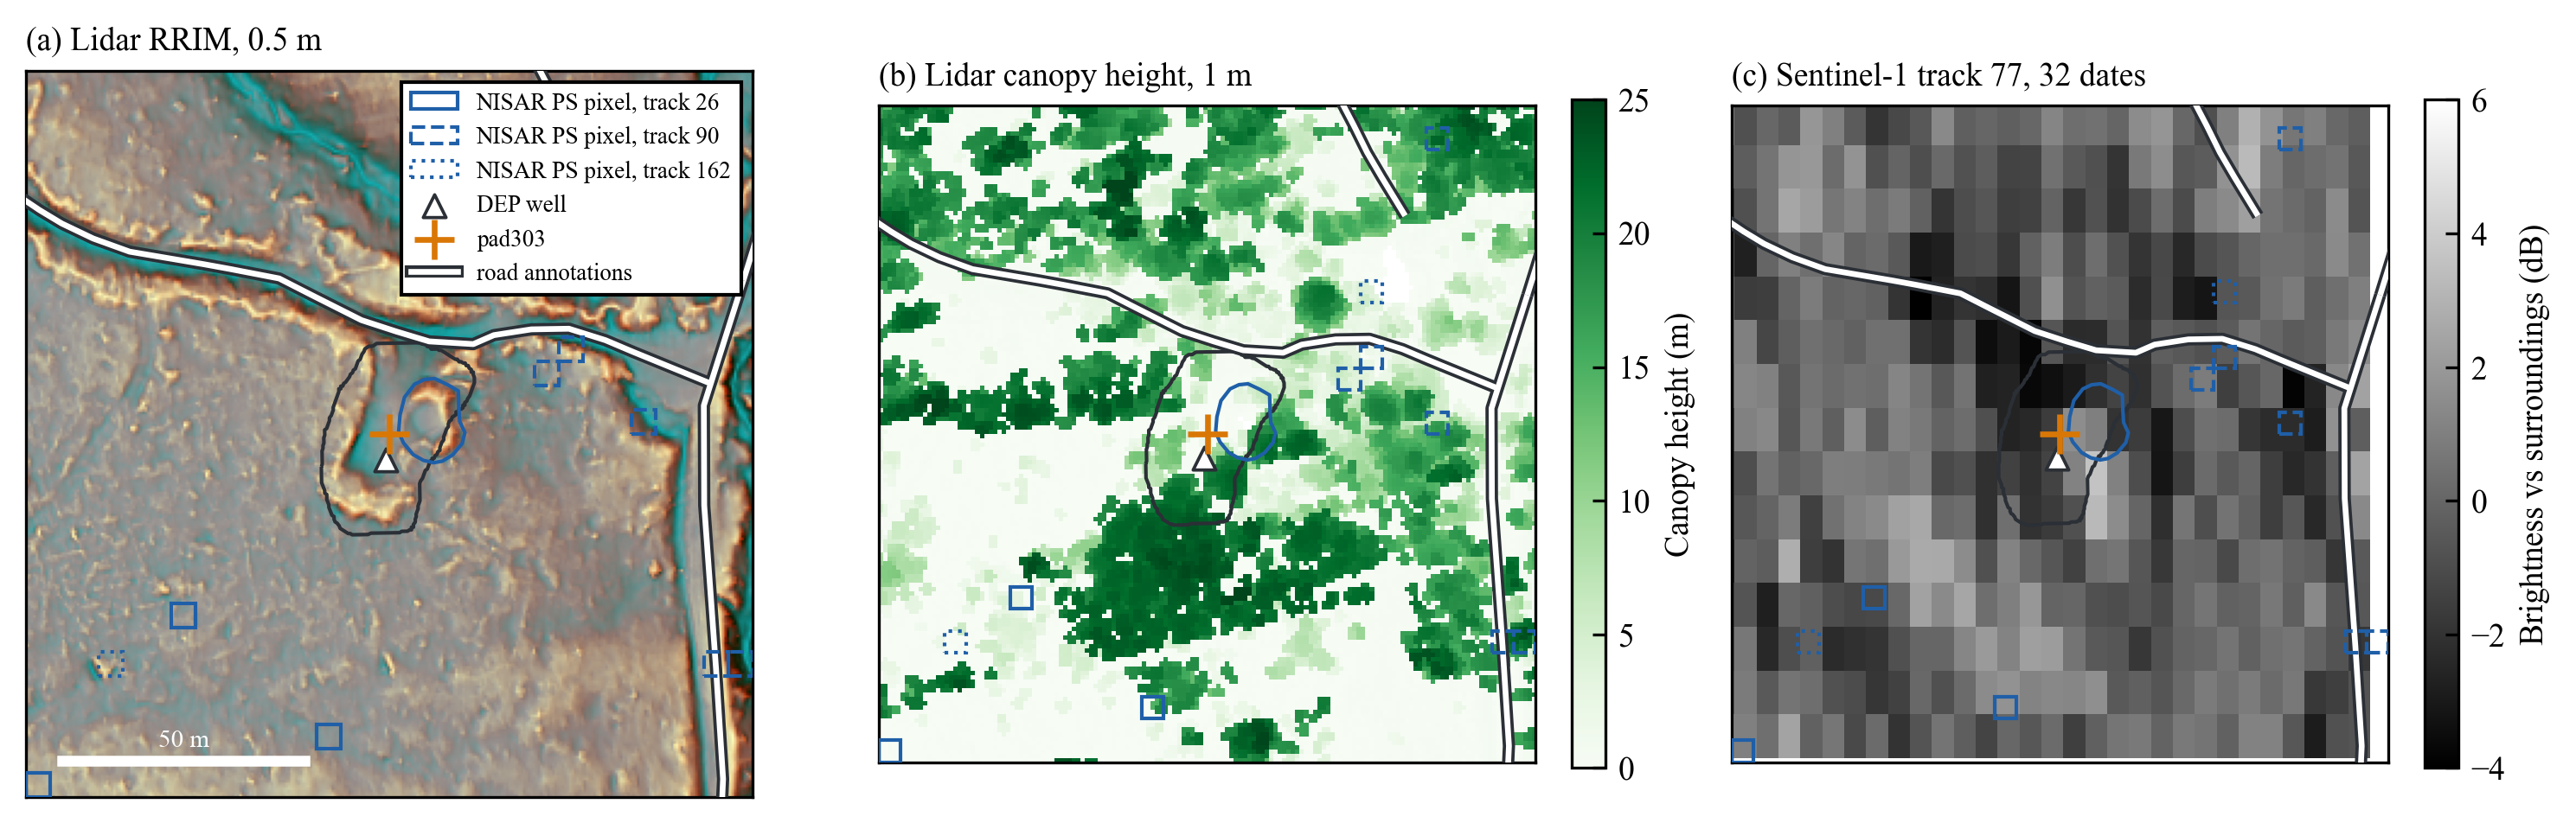 (a) Lidar RRIM, 0.5 m
NISAR PS pixel, track 26
NISAR PS pixel, track 90
NISAR PS pixel, track 162
DEP well
pad303
road annotations
50 m
(b) Lidar canopy height, 1 m
25
20
15
10
5
0
Canopy height (m)
(c) Sentinel-1 track 77, 32 dates
6
4
2
0
−2
−4
Brightness vs surroundings (dB)